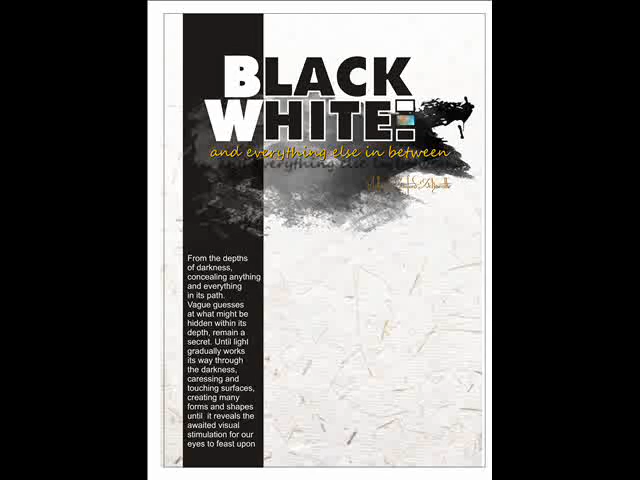 BLACK
WHITE:
and everything else in between
From the depths
of darkness,
concealing anything
and everything
in its path.
Vague guesses
at what might be
hidden within its
depth, remain a
secret. Until light
gradually works
its way through
the darkness,
caressing and
touching surfaces,
creating many
forms and shapes
until it reveals the
awaited visual
stimulation for our
eyes to feast upon